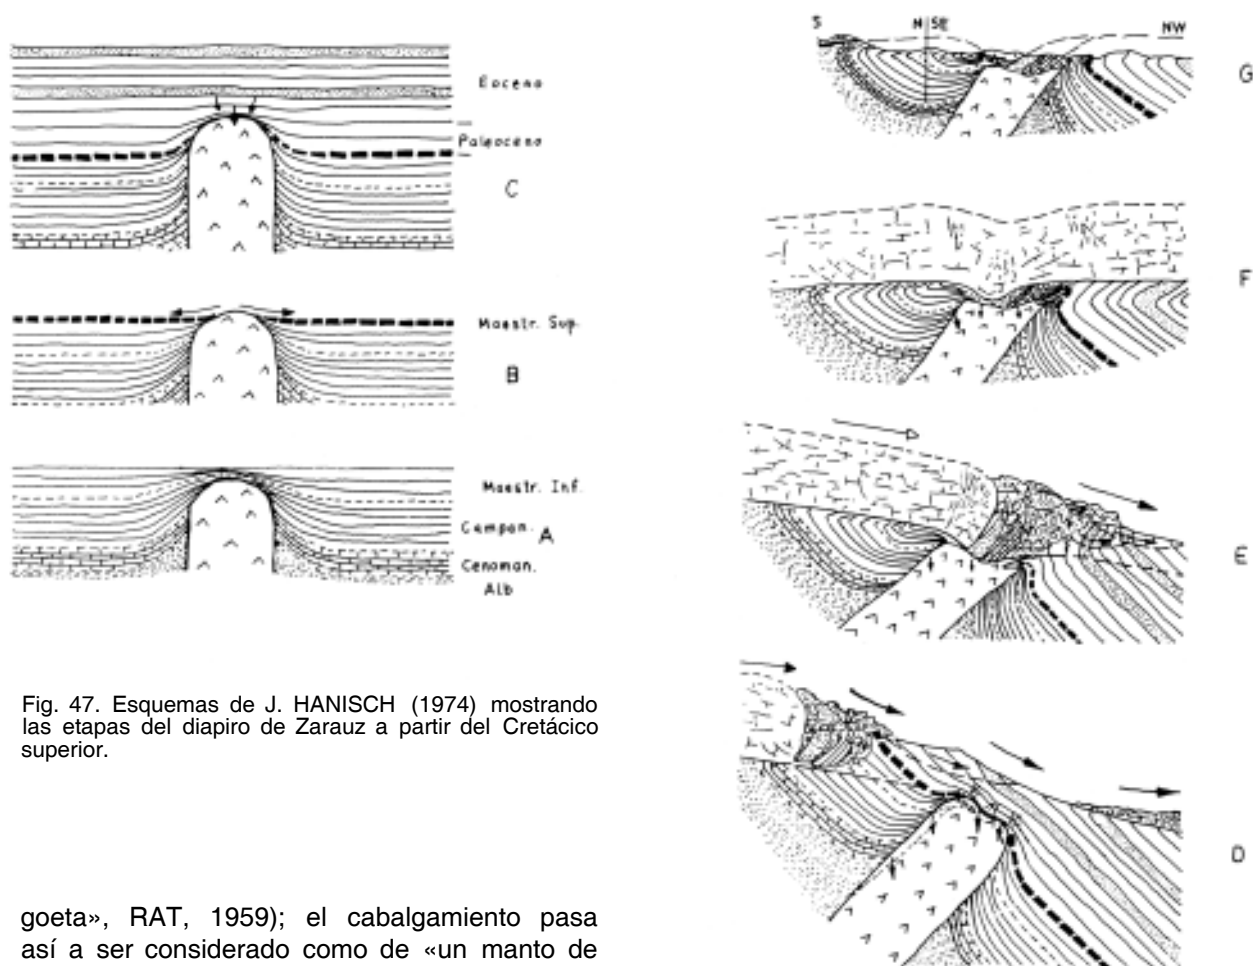 Eoceno
Paleoceno
C
Maestr. Sup.
B
Maestr. Inf.
Campan.
A
Cenoman.
Alb
Fig. 47. Esquemas de J. HANISCH (1974) mostrando
las etapas del diapiro de Zarauz a partir del Cretácico
superior.
goeta», RAT, 1959); el cabalgamiento pasa
así a ser considerado como de «un manto de
S
N SE
NW
G
F
E
D